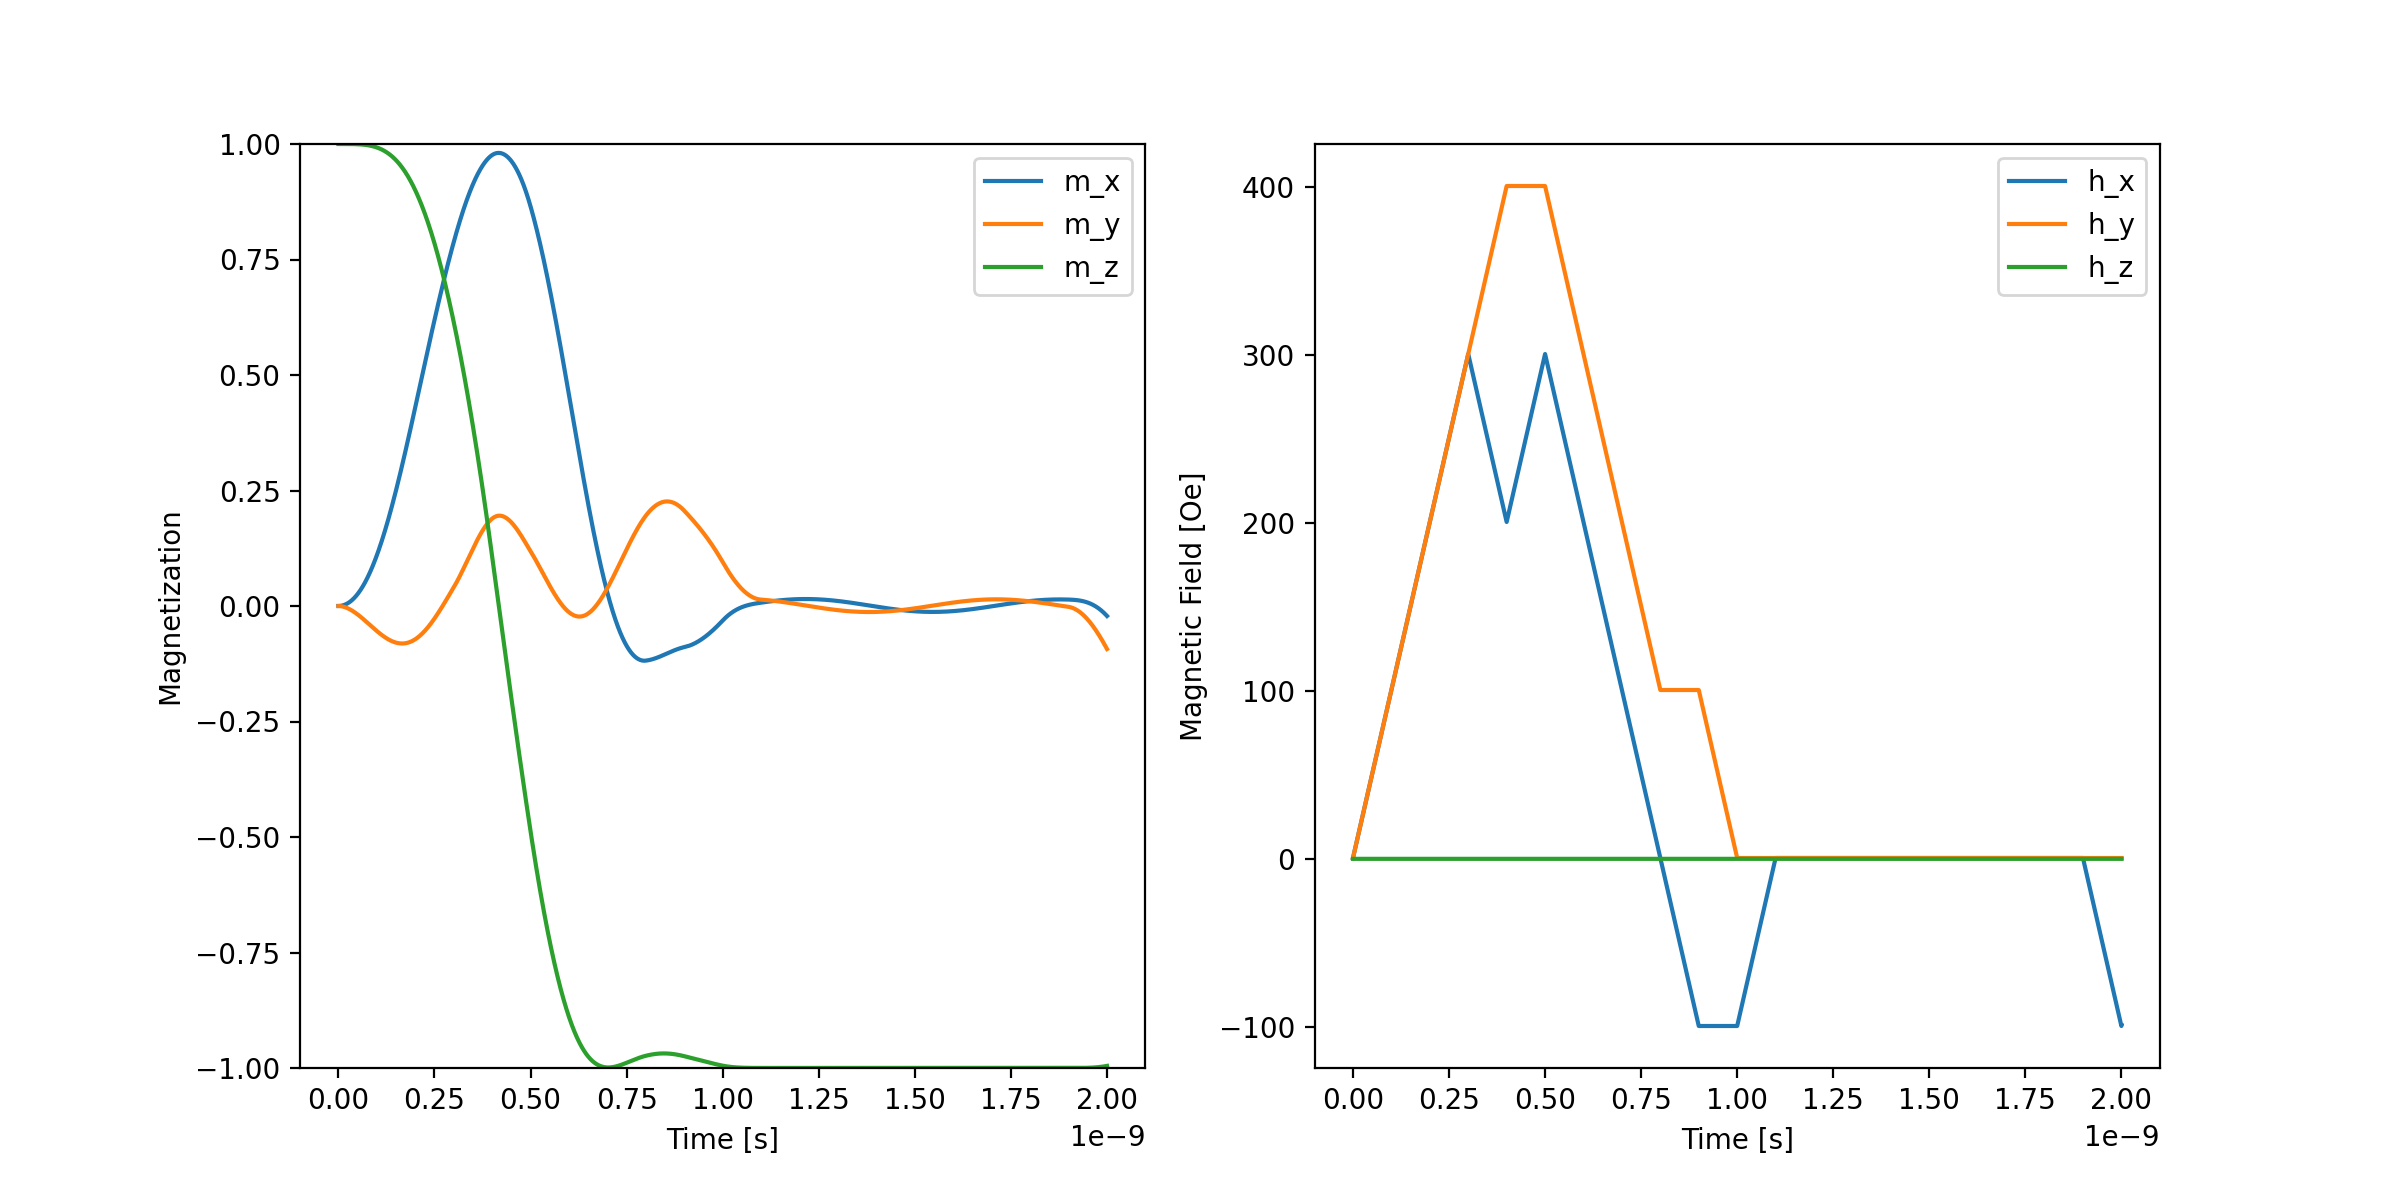 1.00
0.75
0.50
0.25
0.00
−0.25
−0.50
−0.75
−1.00
Magnetization
m_x
m_y
m_z
0.00 0.25 0.50 0.75 1.00 1.25 1.50 1.75 2.00
Time [s]
1e−9
400
300
200
100
0
−100
Magnetic Field [Oe]
h_x
h_y
h_z
0.00 0.25 0.50 0.75 1.00 1.25 1.50 1.75 2.00
Time [s]
1e−9